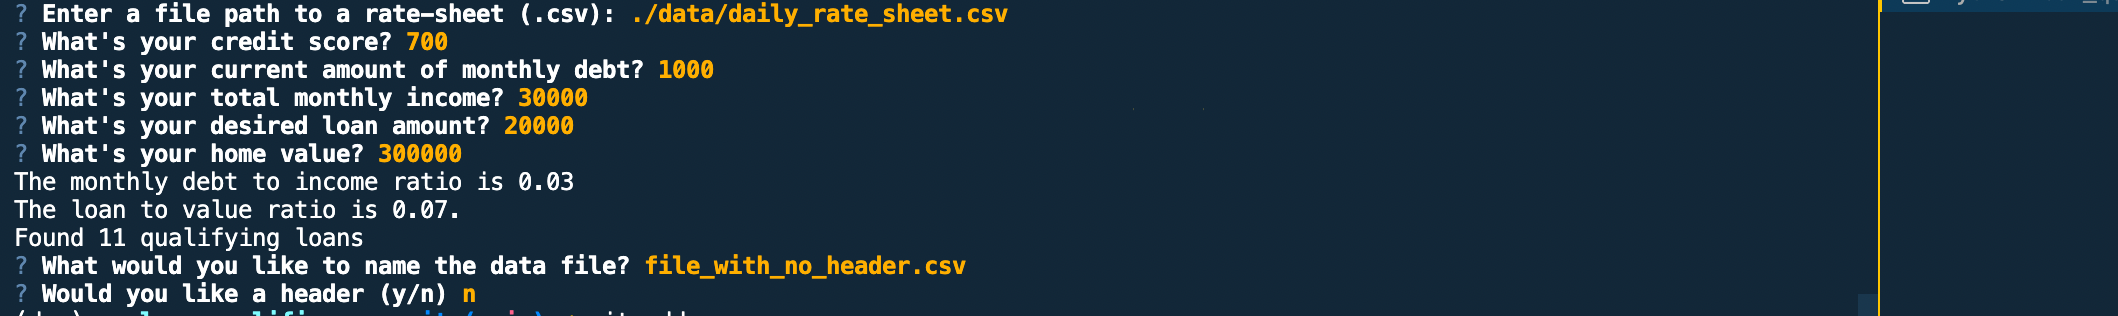 ? Enter a file path to a rate-sheet (.csv): ./data/daily_rate_sheet.csv
? What's your credit score? 700
? What's your current amount of monthly debt? 1000
? What's your total monthly income? 30000
? What's your desired loan amount? 20000
? What's your home value? 300000
The monthly debt to income ratio is 0.03
The loan to value ratio is 0.07.
Found 11 qualifying loans
? What would you like to name the data file? file_with_no_header.csv
? Would you like a header (y/n) n